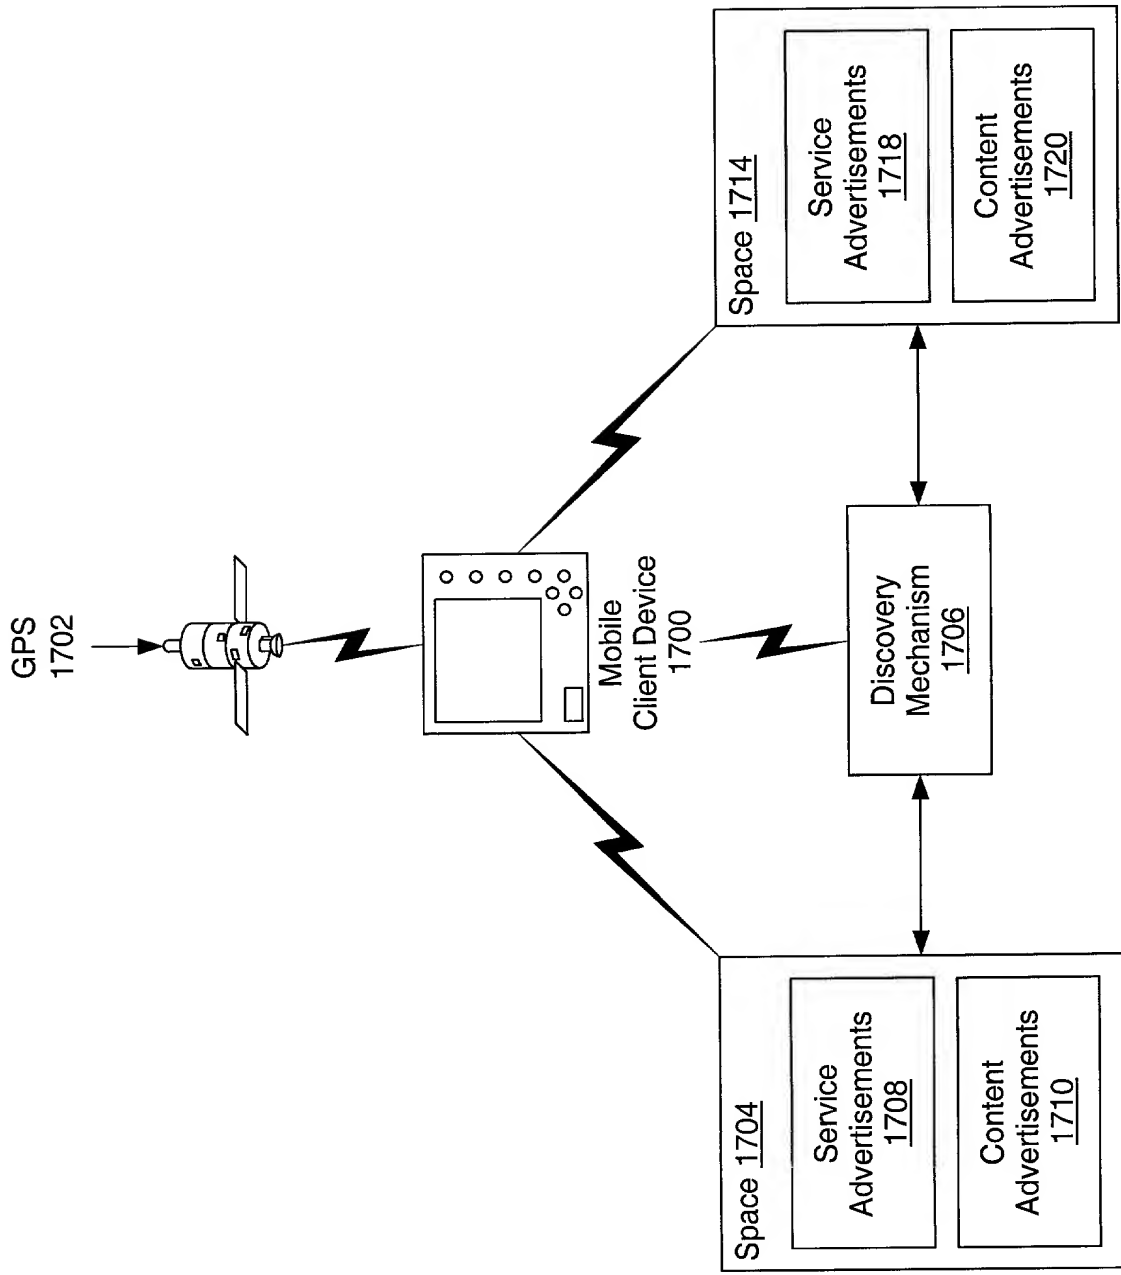 GPS
1702
Mobile
Client Device
1700
Discovery
Mechanism
1706
Space 1704
Service
Advertisements
1708
Content
Advertisements
1710
Space 1714
Service
Advertisements
1718
Content
Advertisements
1720